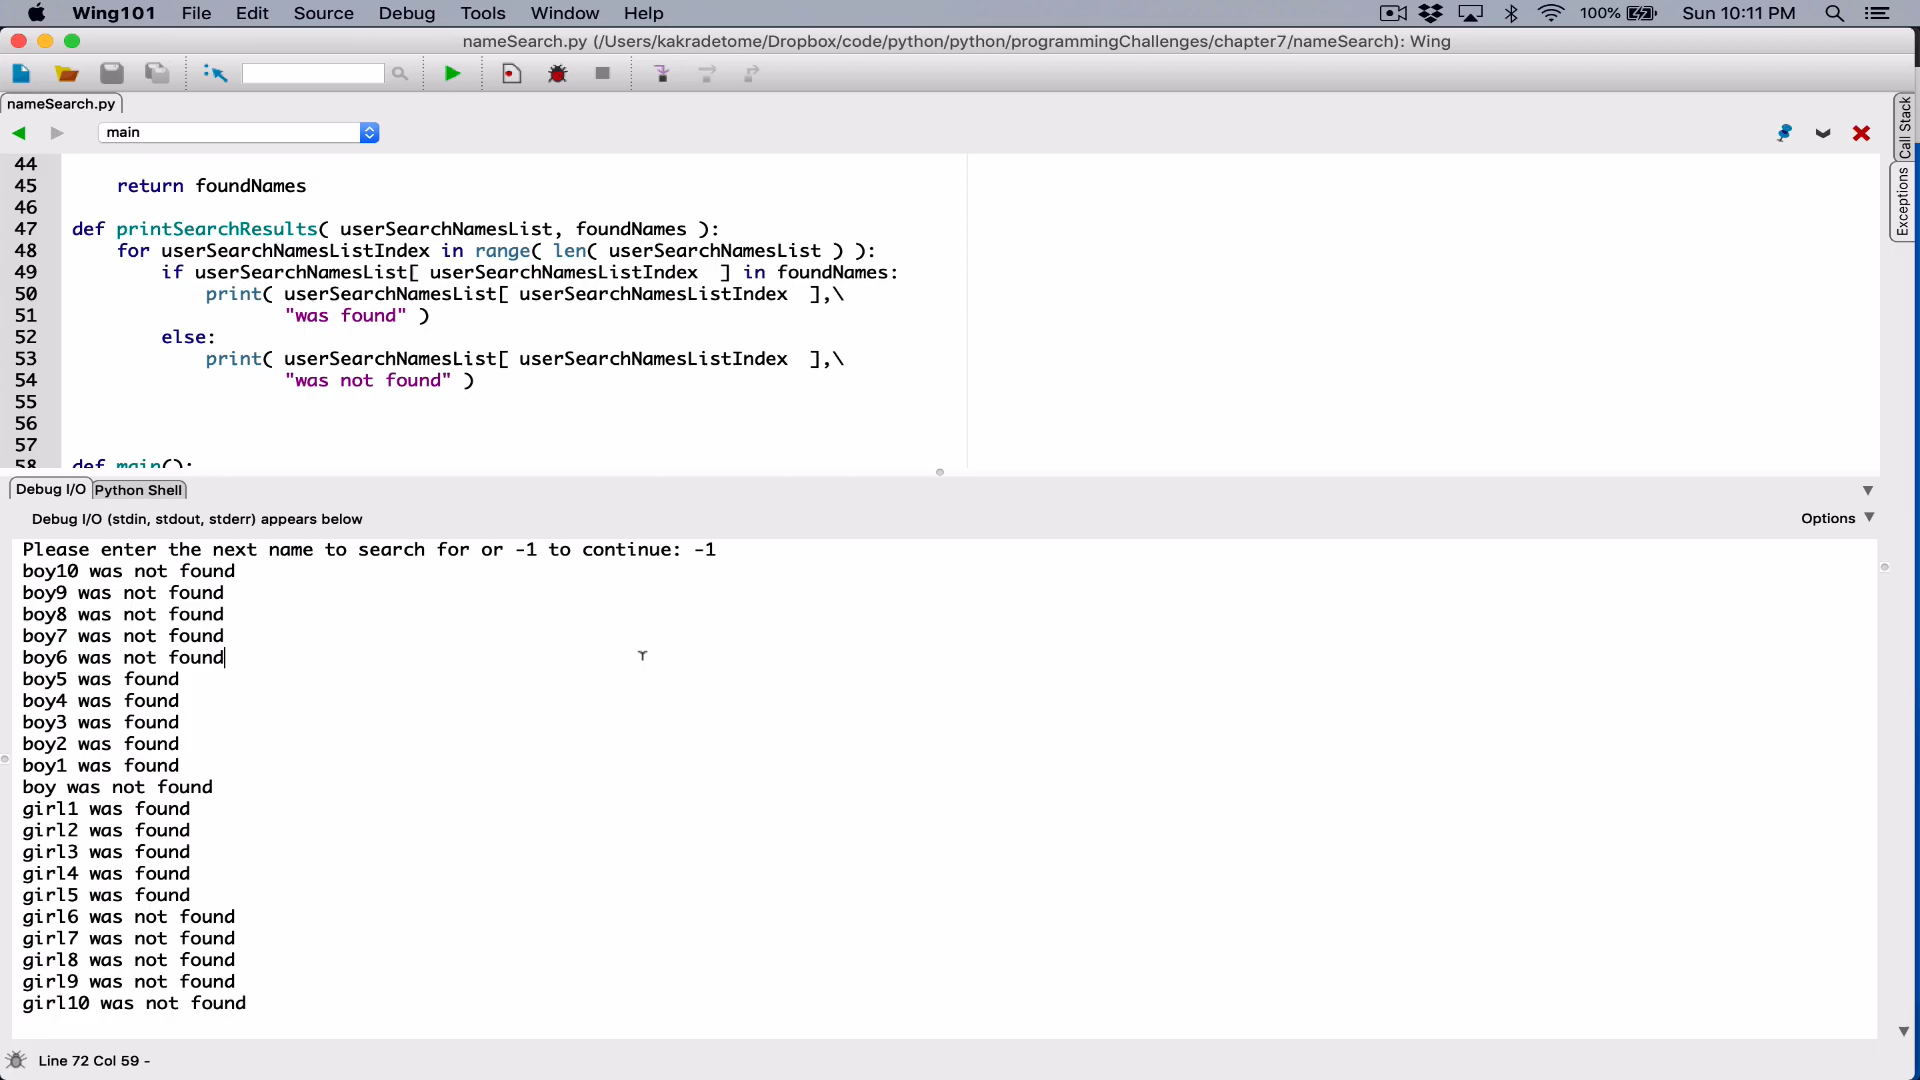 Wing101 File Edit Source Debug Tools Window Help 100% Sun 10:11 PM
nameSearch.py (/Users/kakradetome/Dropbox/code/python/python/programmingChallenges/chapter7/nameSearch): Wing
nameSearch.py
main
Call Stack
Exceptions
44
45     return foundNames
46
47 def printSearchResults( userSearchNamesList, foundNames ):
48     for userSearchNamesListIndex in range( len( userSearchNamesList ) ):
49         if userSearchNamesList[ userSearchNamesListIndex  ] in foundNames:
50             print( userSearchNamesList[ userSearchNamesListIndex  ],\
51                    "was found" )
52         else:
53             print( userSearchNamesList[ userSearchNamesListIndex  ],\
54                    "was not found" )
55
56
57
58 def main():
Debug I/O Python Shell
Debug I/O (stdin, stdout, stderr) appears below Options
Please enter the next name to search for or -1 to continue: -1
boy10 was not found
boy9 was not found
boy8 was not found
boy7 was not found
boy6 was not found
boy5 was found
boy4 was found
boy3 was found
boy2 was found
boy1 was found
boy was not found
girl1 was found
girl2 was found
girl3 was found
girl4 was found
girl5 was found
girl6 was not found
girl7 was not found
girl8 was not found
girl9 was not found
girl10 was not found
Line 72 Col 59 -